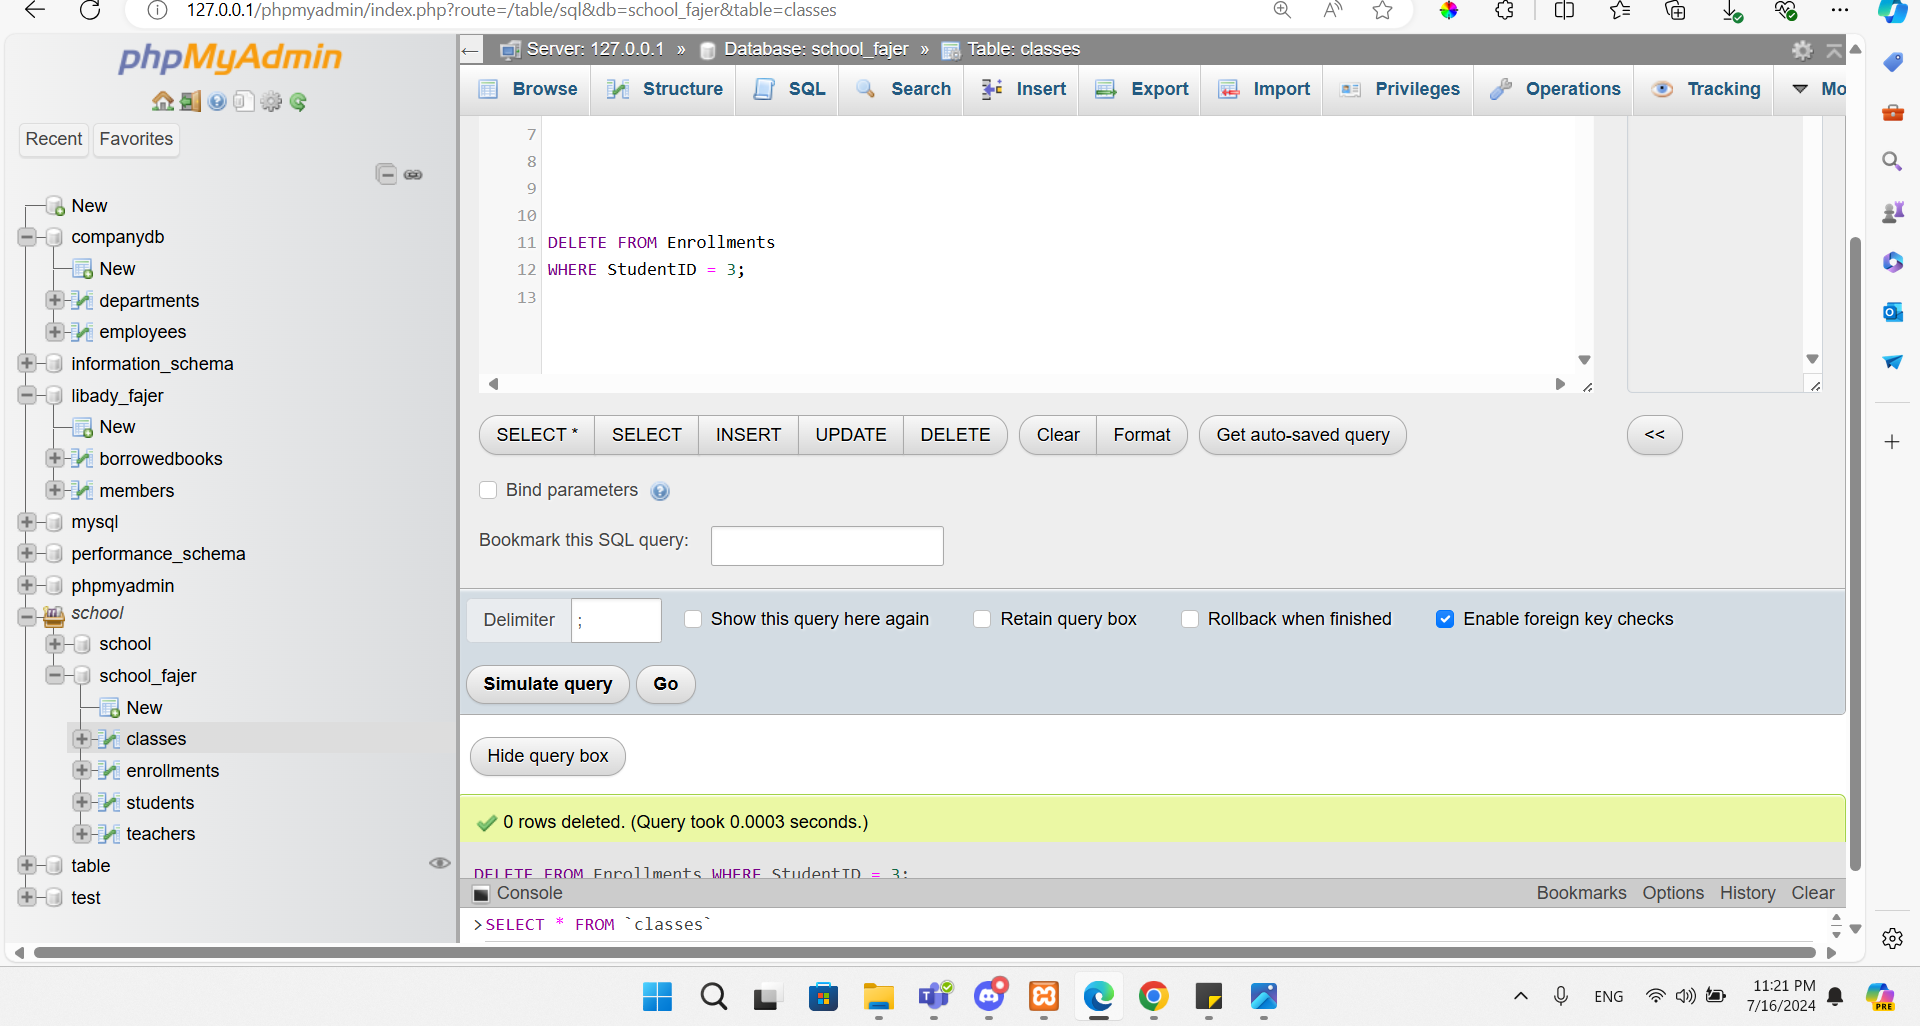 127.0.0.1/phpmyadmin/index.php?route=/table/sql&db=school_fajer&table=classes
phpMyAdmin
Recent
Favorites
New
companydb
New
departments
employees
information_schema
libady_fajer
New
borrowedbooks
members
mysql
performance_schema
phpmyadmin
school
school
school_fajer
New
classes
enrollments
students
teachers
table
test
Server: 127.0.0.1 » Database: school_fajer » Table: classes
Browse Structure SQL Search Insert Export Import Privileges Operations Tracking Mo
7
8
9
10
11 DELETE FROM Enrollments
12 WHERE StudentID = 3;
13
SELECT * SELECT INSERT UPDATE DELETE Clear Format Get auto-saved query <<
Bind parameters
Bookmark this SQL query:
Delimiter ; Show this query here again Retain query box Rollback when finished Enable foreign key checks
Simulate query Go
Hide query box
0 rows deleted. (Query took 0.0003 seconds.)
DELETE FROM Enrollments WHERE StudentID = 3;
Console Bookmarks Options History Clear
>SELECT * FROM `classes`
ENG
11:21 PM
7/16/2024
PRE